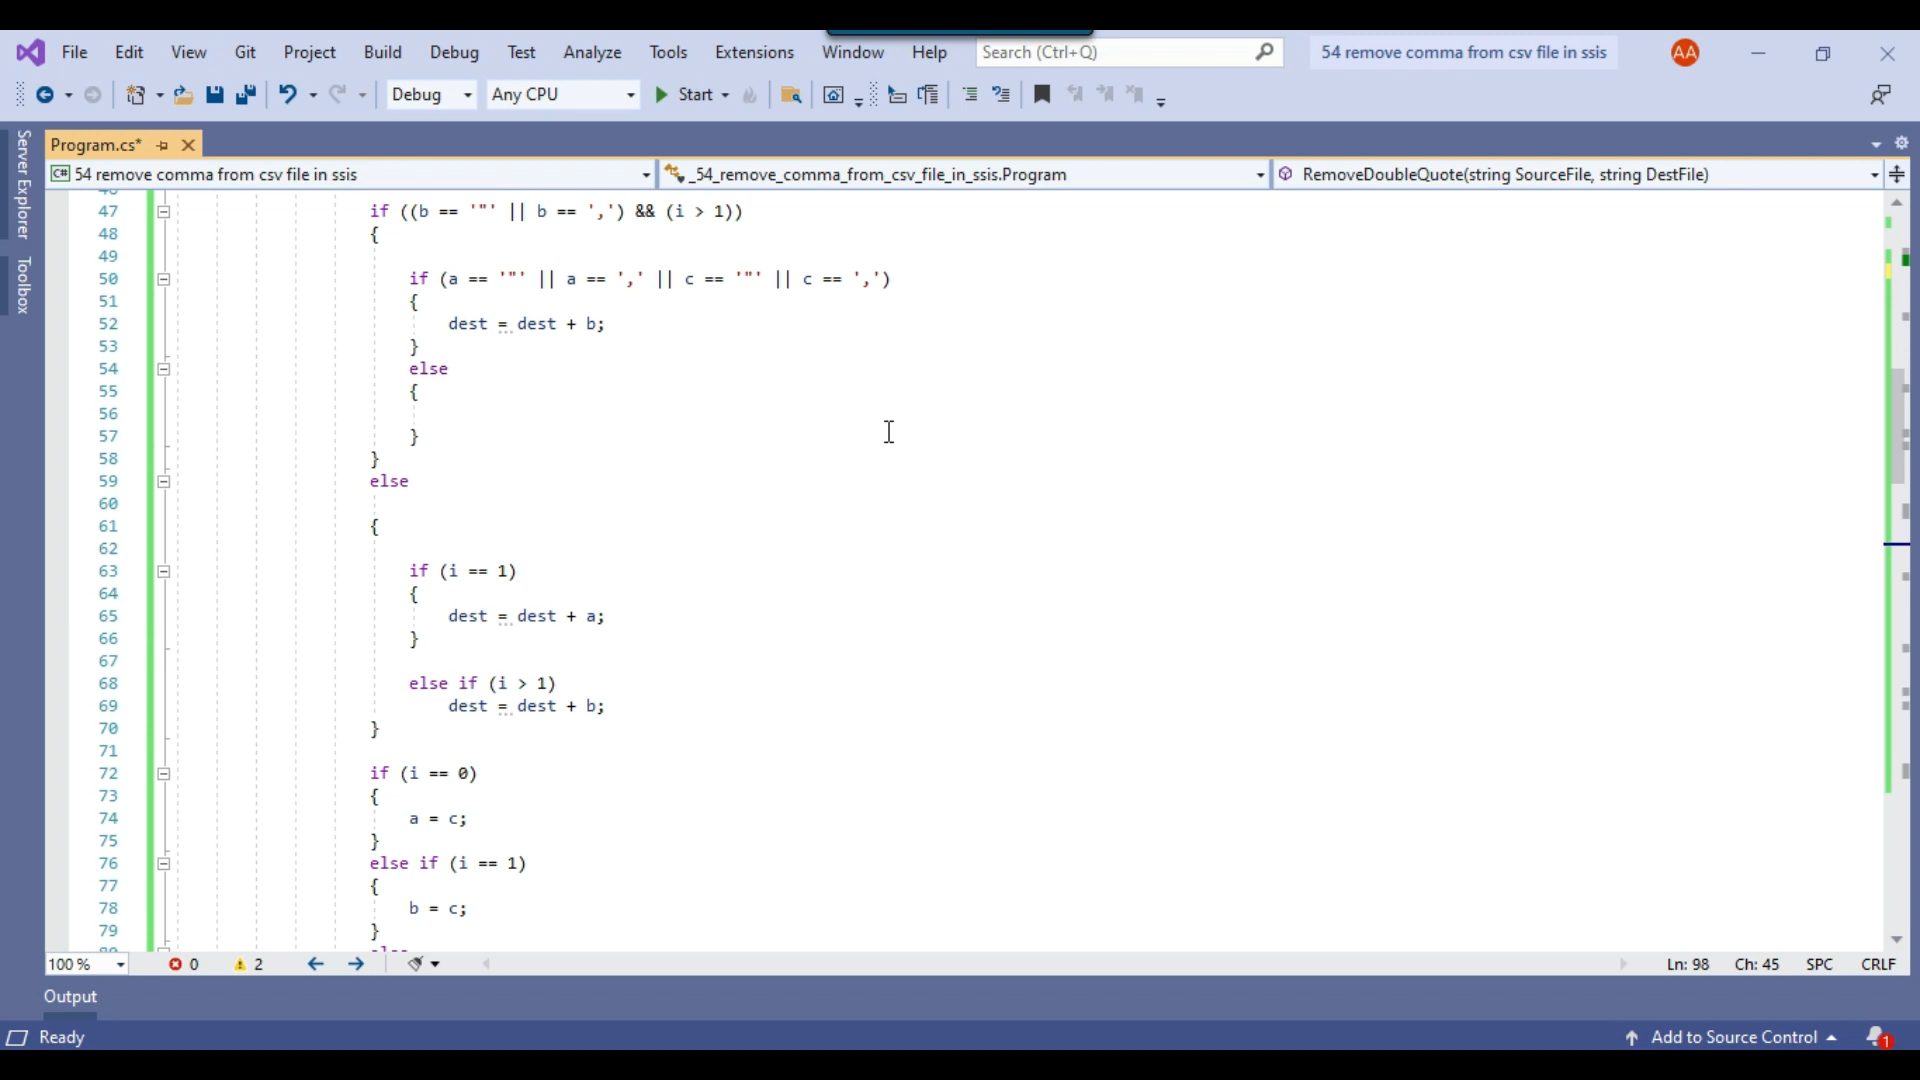 File Edit View Git Project Build Debug Test Analyze Tools Extensions Window Help Search (Ctrl+Q) 54 remove comma from csv file in ssis AA
Debug Any CPU Start
Server Explorer
Toolbox
Program.cs*
C# 54 remove comma from csv file in ssis _54_remove_comma_from_csv_file_in_ssis.Program RemoveDoubleQuote(string SourceFile, string DestFile)
47 if ((b == '"' || b == ',') && (i > 1))
48 {
49
50 if (a == '"' || a == ',' || c == '"' || c == ',')
51 {
52 dest = dest + b;
53 }
54 else
55 {
56
57 }
58 }
59 else
60
61 {
62
63 if (i == 1)
64 {
65 dest = dest + a;
66 }
67
68 else if (i > 1)
69 dest = dest + b;
70 }
71
72 if (i == 0)
73 {
74 a = c;
75 }
76 else if (i == 1)
77 {
78 b = c;
79 }
100 % 0 2 Ln: 98 Ch: 45 SPC CRLF
Output
Ready Add to Source Control 1